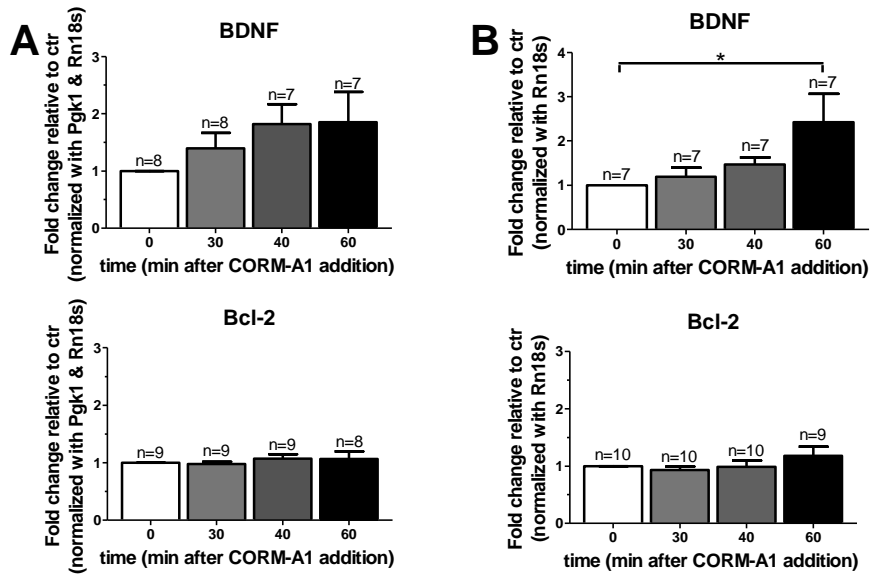 A
BDNF
Fold change relative to ctr
(normalized with Pgk1 & Rn18s)
3
2
1
0
n=8
n=8
n=7
n=7
0 30 40 60
time (min after CORM-A1 addition)
B
BDNF
Fold change relative to ctr
(normalized with Rn18s)
4
3
2
1
0
*
n=7
n=7
n=7
n=7
0 30 40 60
time (min after CORM-A1 addition)
Bcl-2
Fold change relative to ctr
(normalized with Pgk1 & Rn18s)
3
2
1
0
n=9
n=9
n=9
n=8
0 30 40 60
time (min after CORM-A1 addition)
Bcl-2
Fold change relative to ctr
(normalized with Rn18s)
3
2
1
0
n=10
n=10
n=10
n=9
0 30 40 60
time (min after CORM-A1 addition)